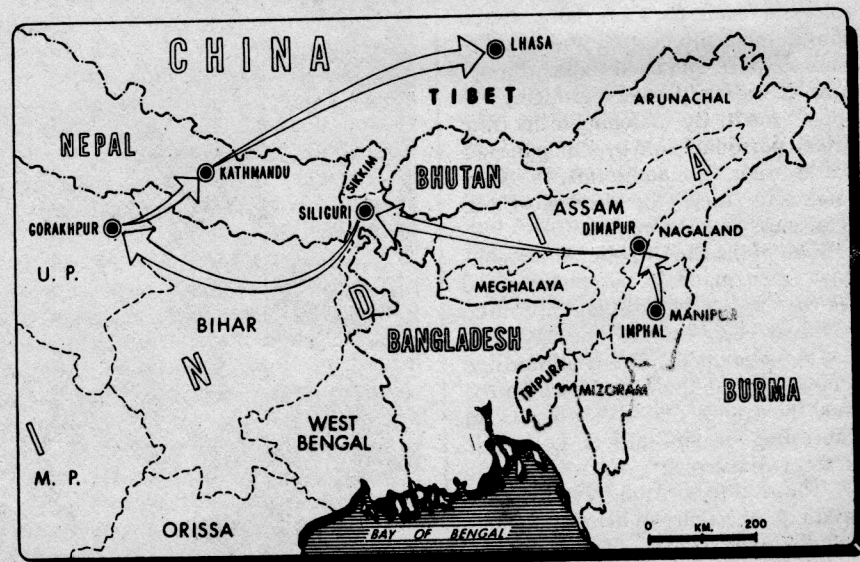 CHINA
LHASA
TIBET
ARUNACHAL
NEPAL
KATHMANDU
SIKKIM
BHUTAN
A
SILIGURI
ASSAM
GORAKHPUR
DIMAPUR
NAGALAND
I
U. P.
MEGHALAYA
D
BIHAR
MANIPUR
IMPHAL
BANGLADESH
N
TRIPURA
MIZORAM
BURMA
WEST
BENGAL
I
M. P.
ORISSA
BAY OF BENGAL
0 KM. 200